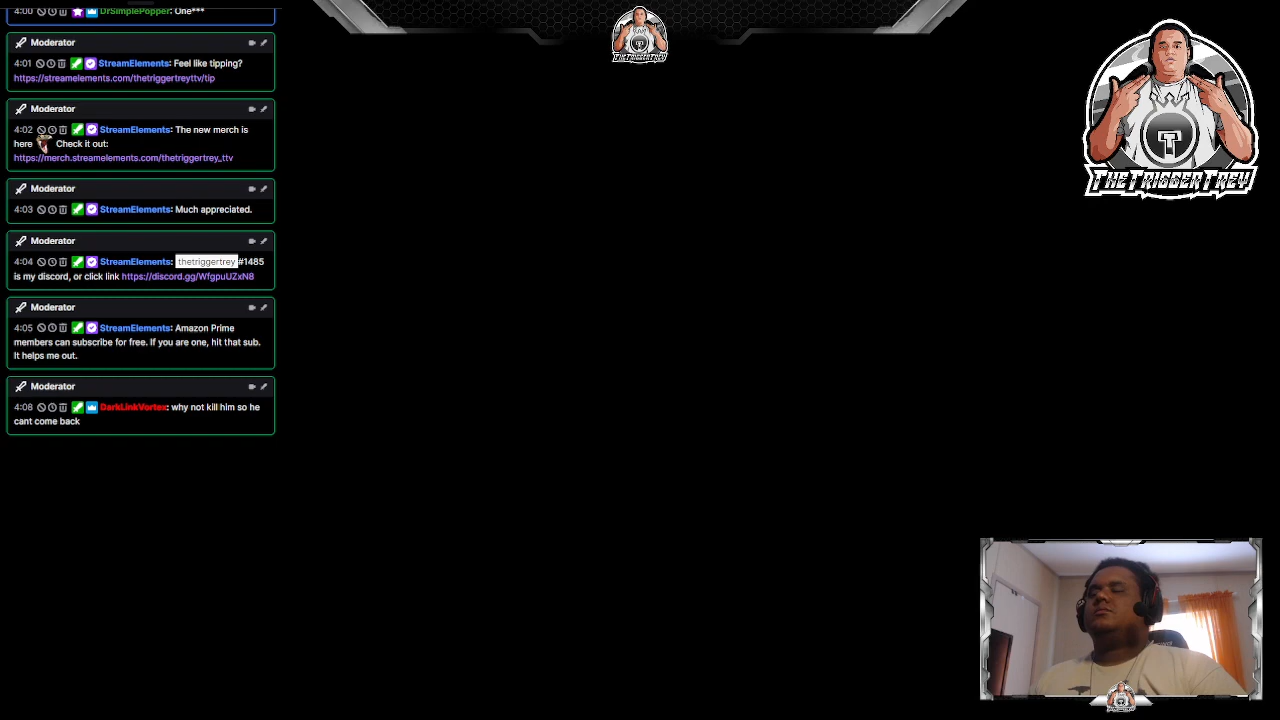 4:00 DrSimplePopper: One***
Moderator
4:01 StreamElements: Feel like tipping?
https://streamelements.com/thetriggertreyttv/tip
Moderator
4:02 StreamElements: The new merch is
here Check it out:
https://merch.streamelements.com/thetriggertrey_ttv
Moderator
4:03 StreamElements: Much appreciated.
Moderator
4:04 StreamElements: thetriggertrey #1485
is my discord, or click link https://discord.gg/WfgpuUZxN8
Moderator
4:05 StreamElements: Amazon Prime
members can subscribe for free. If you are one, hit that sub.
It helps me out.
Moderator
4:08 DarkLinkVortex: why not kill him so he
cant come back
THETRIGGERTREY
T
THETRIGGERTREY